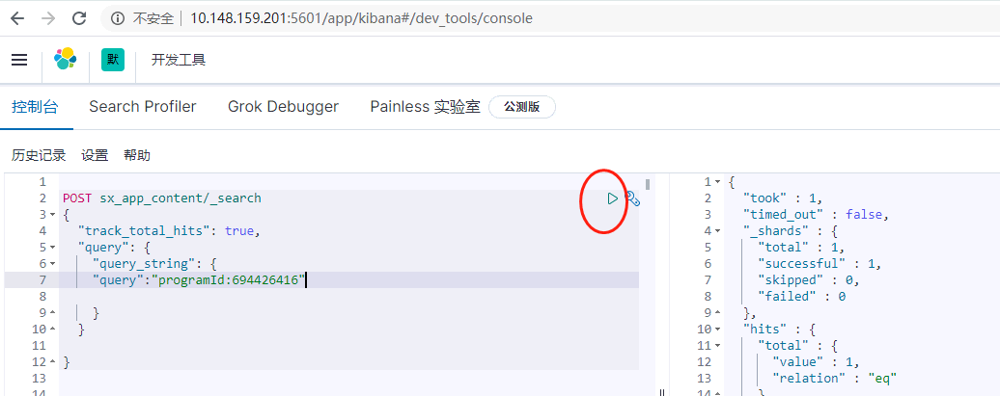 不安全 10.148.159.201:5601/app/kibana#/dev_tools/console
默 开发工具
控制台 Search Profiler Grok Debugger Painless 实验室 公测版
历史记录 设置 帮助
1
2 POST sx_app_content/_search
3 {
4 "track_total_hits": true,
5 "query": {
6 "query_string": {
7 "query":"programId:694426416"
8
9 }
10 }
11
12 }
13
14
1 {
2 "took" : 1,
3 "timed_out" : false,
4 "_shards" : {
5 "total" : 1,
6 "successful" : 1,
7 "skipped" : 0,
8 "failed" : 0
9 },
10 "hits" : {
11 "total" : {
12 "value" : 1,
13 "relation" : "eq"
14 }